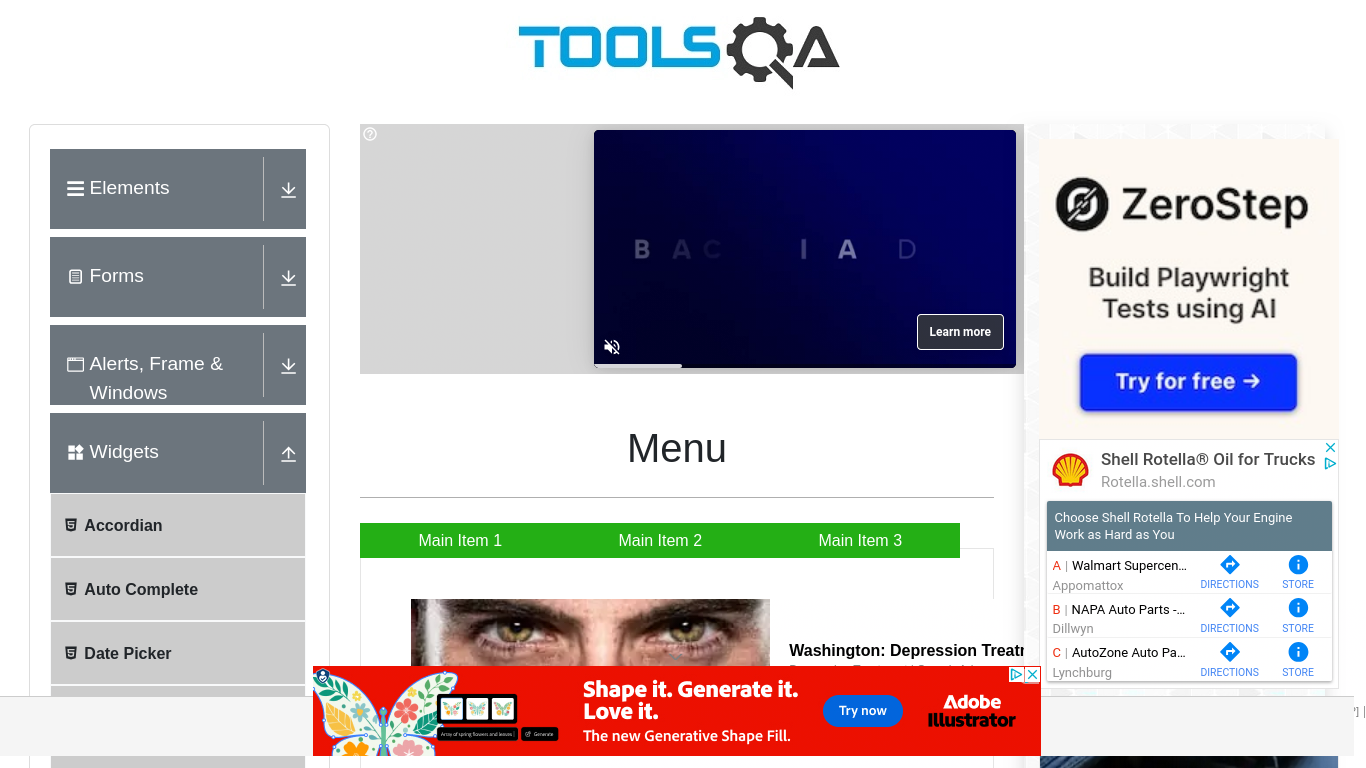 TOOLSQA
Elements
Forms
Alerts, Frame &
Windows
Widgets
Accordian
Auto Complete
Date Picker
B A C I A D
Learn more
Menu
Main Item 1
Main Item 2
Main Item 3
Washington: Depression Treatr
ZeroStep
Build Playwright
Tests using AI
Try for free →
Shell Rotella® Oil for Trucks
Rotella.shell.com
Choose Shell Rotella To Help Your Engine
Work as Hard as You
A | Walmart Supercen...
Appomattox
DIRECTIONS
STORE
B | NAPA Auto Parts -...
Dillwyn
DIRECTIONS
STORE
C | AutoZone Auto Pa...
Lynchburg
DIRECTIONS
STORE
Array of spring flowers and leaves
Generate
Shape it. Generate it.
Love it.
The new Generative Shape Fill.
Try now
Adobe
Illustrator